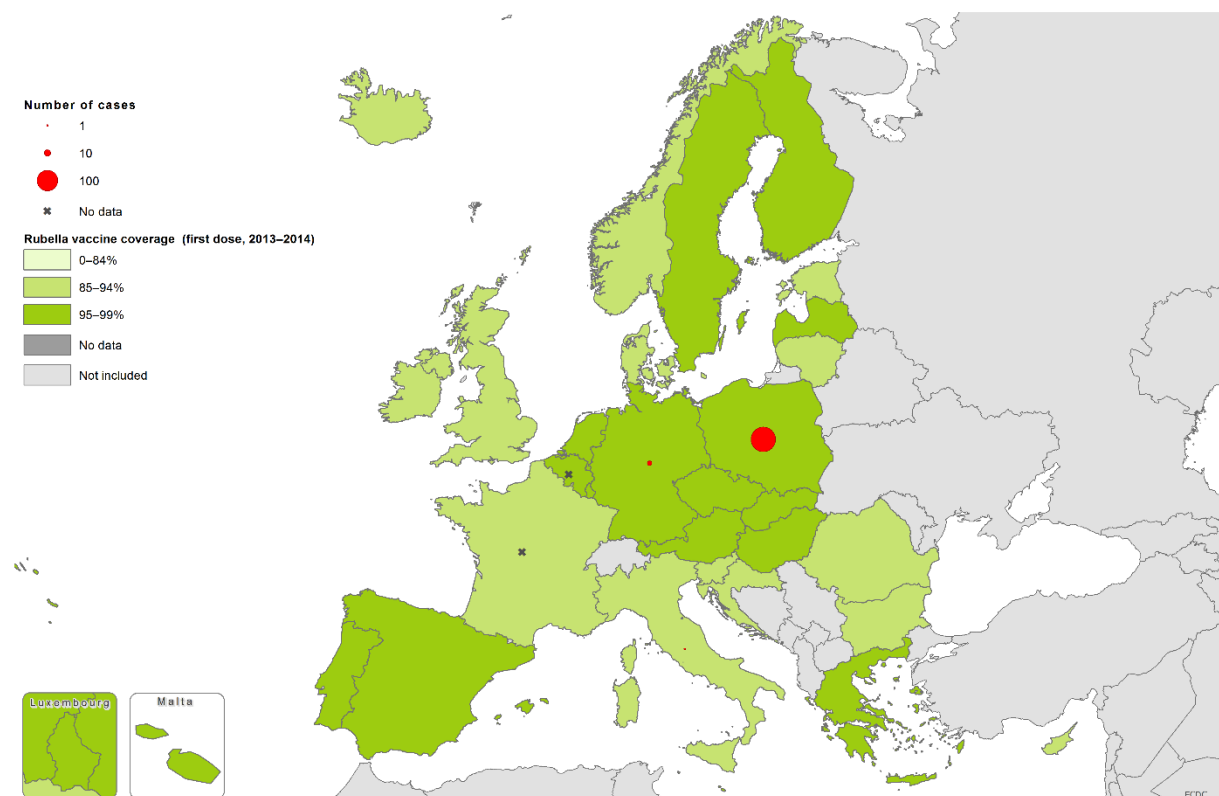 Number of cases
1
10
100
No data
Rubella vaccine coverage (first dose, 2013–2014)
0–84%
85–94%
95–99%
No data
Not included
Luxembourg
Malta